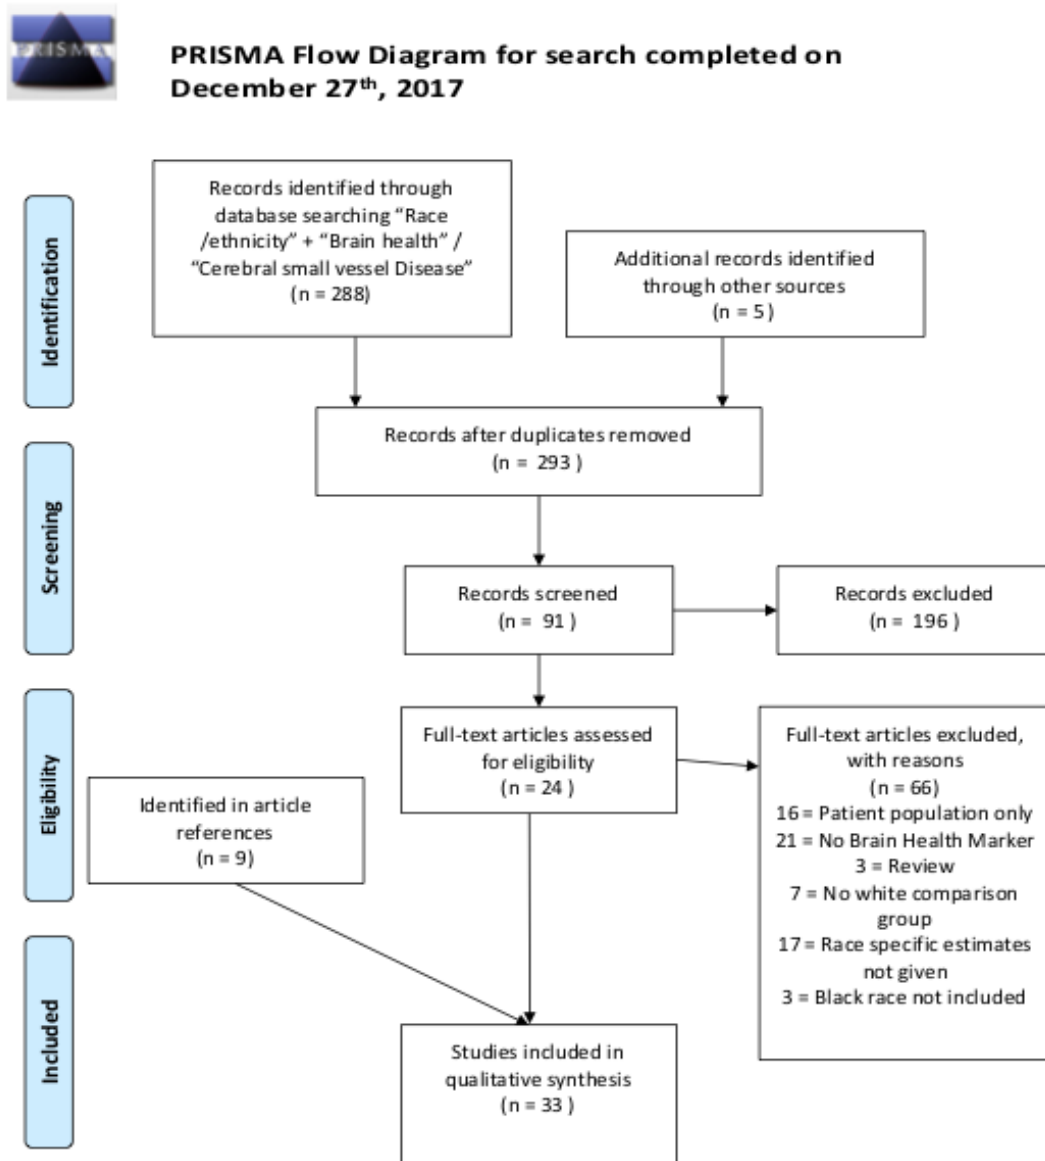 PRISMA
PRISMA Flow Diagram for search completed on
December 27th, 2017
Identification
Records identified through
database searching “Race
/ethnicity” + “Brain health” /
“Cerebral small vessel Disease”
(n = 288)
Additional records identified
through other sources
(n = 5 )
Records after duplicates removed
(n = 293 )
Screening
Records screened
(n = 91 )
Records excluded
(n = 196 )
Eligibility
Full-text articles assessed
for eligibility
(n = 24 )
Full-text articles excluded,
with reasons
(n = 66)
16 = Patient population only
21 = No Brain Health Marker
3 = Review
7 = No white comparison
group
17 = Race specific estimates
not given
3 = Black race not included
Identified in article
references
(n = 9)
Included
Studies included in
qualitative synthesis
(n = 33 )